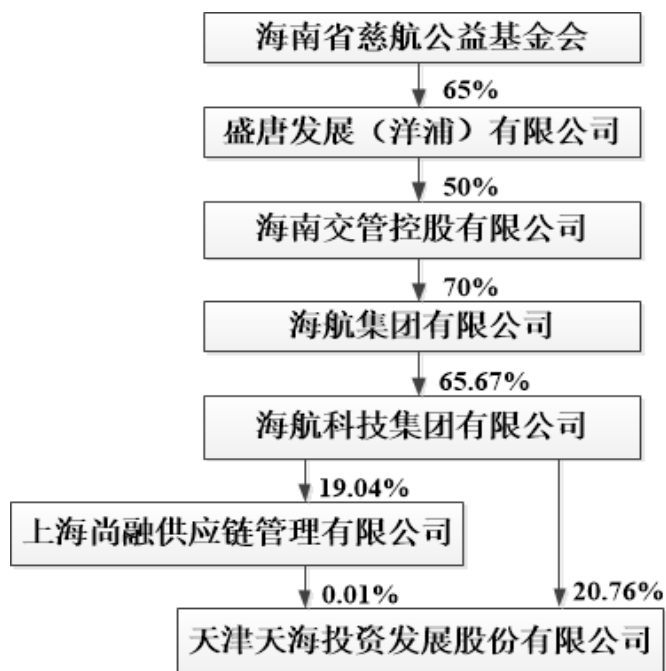 海南省慈航公益基金会
65%
盛唐发展（洋浦）有限公司
50%
海南交管控股有限公司
70%
海航集团有限公司
65.67%
海航科技集团有限公司
19.04%
上海尚融供应链管理有限公司
0.01%
20.76%
天津天海投资发展股份有限公司